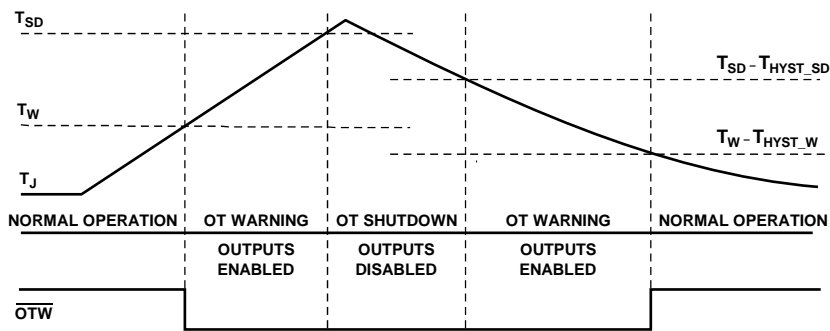 T_SD
T_SD – T_HYST_SD
T_W
T_W – T_HYST_W
T_J
NORMAL OPERATION OT WARNING OT SHUTDOWN OT WARNING NORMAL OPERATION
OUTPUTS ENABLED OUTPUTS DISABLED OUTPUTS ENABLED
OTW